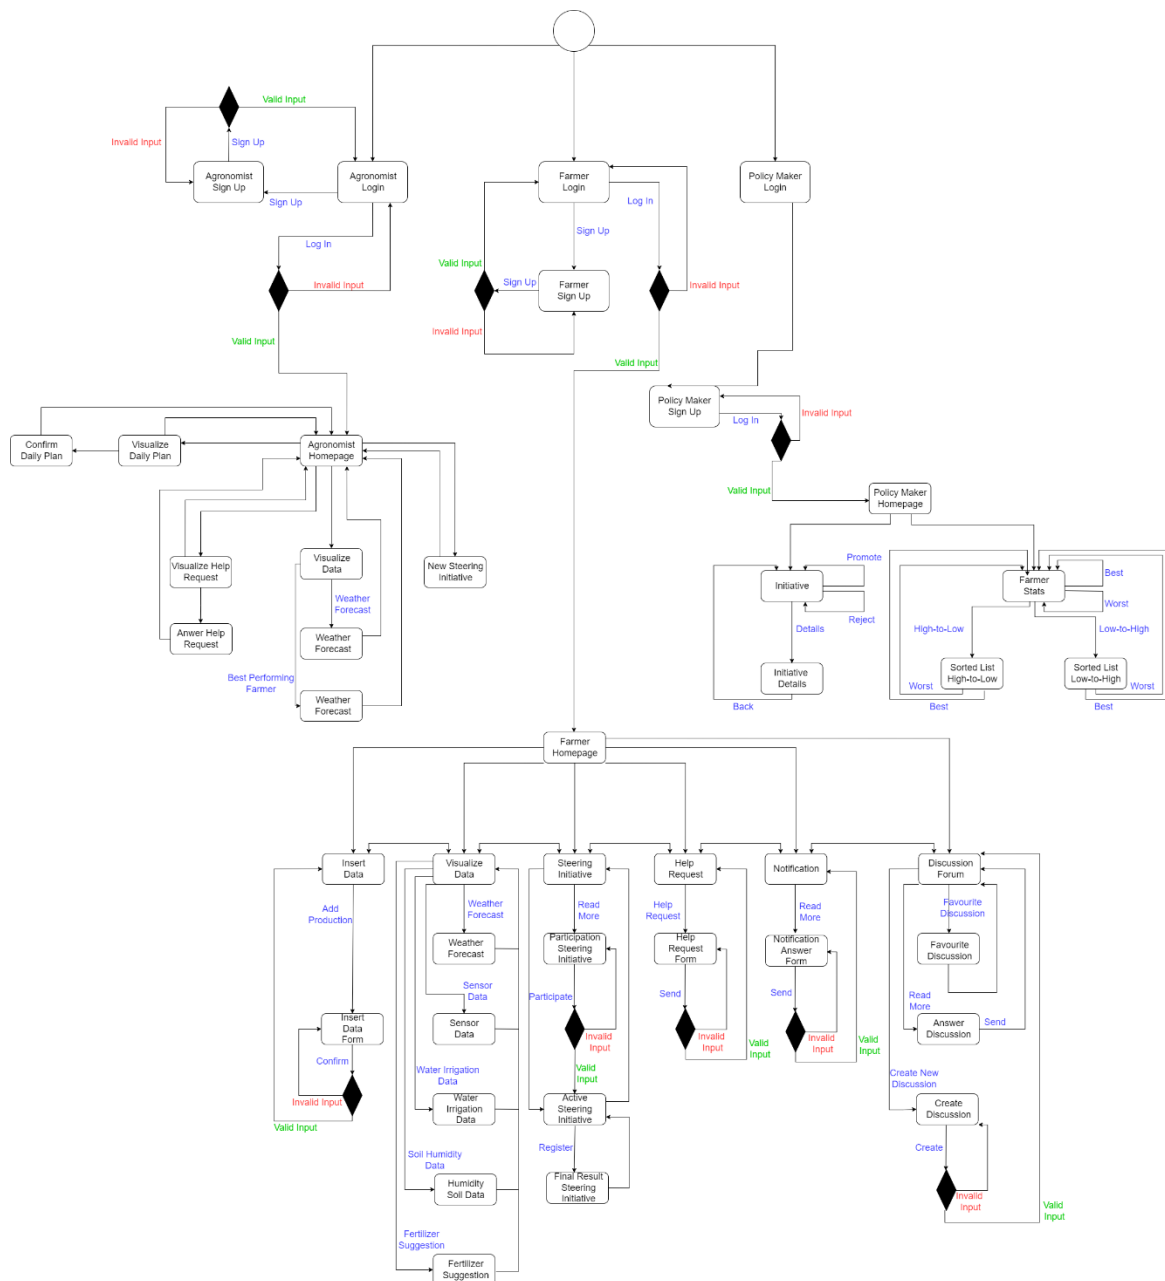 Valid Input
Invalid Input
Sign Up
Agronomist
Sign Up
Agronomist
Login
Sign Up
Log In
Invalid Input
Valid Input
Farmer
Login
Log In
Sign Up
Valid Input
Sign Up
Farmer
Sign Up
Invalid Input
Invalid Input
Valid Input
Policy Maker
Login
Policy Maker
Sign Up
Log In
Invalid Input
Valid Input
Policy Maker
Homepage
Confirm
Daily Plan
Visualize
Daily Plan
Agronomist
Homepage
Visualize Help
Request
Anwer Help
Request
Visualize
Data
Weather
Forecast
Weather
Forecast
Best Performing
Farmer
Weather
Forecast
New Steering
Initiative
Promote
Initiative
Reject
Details
Initiative
Details
Back
Farmer
Stats
Best
Worst
High-to-Low
Low-to-High
Sorted List
High-to-Low
Sorted List
Low-to-High
Worst
Best
Worst
Best
Farmer
Homepage
Insert
Data
Add
Production
Insert
Data
Form
Confirm
Invalid Input
Valid Input
Visualize
Data
Weather
Forecast
Weather
Forecast
Sensor
Data
Sensor
Data
Water Irrigation
Data
Water
Irrigation
Data
Soil Humidity
Data
Humidity
Soil Data
Fertilizer
Suggestion
Fertilizer
Suggestion
Steering
Initiative
Read
More
Participation
Steering
Initiative
Participate
Invalid
Input
Valid
Input
Active
Steering
Initiative
Register
Final Result
Steering
Initiative
Help
Request
Help
Request
Help
Request
Form
Send
Invalid
Input
Valid
Input
Notification
Read
More
Notification
Answer
Form
Send
Invalid
Input
Valid
Input
Discussion
Forum
Favourite
Discussion
Favourite
Discussion
Read
More
Answer
Discussion
Send
Create New
Discussion
Create
Discussion
Create
Invalid
Input
Valid
Input